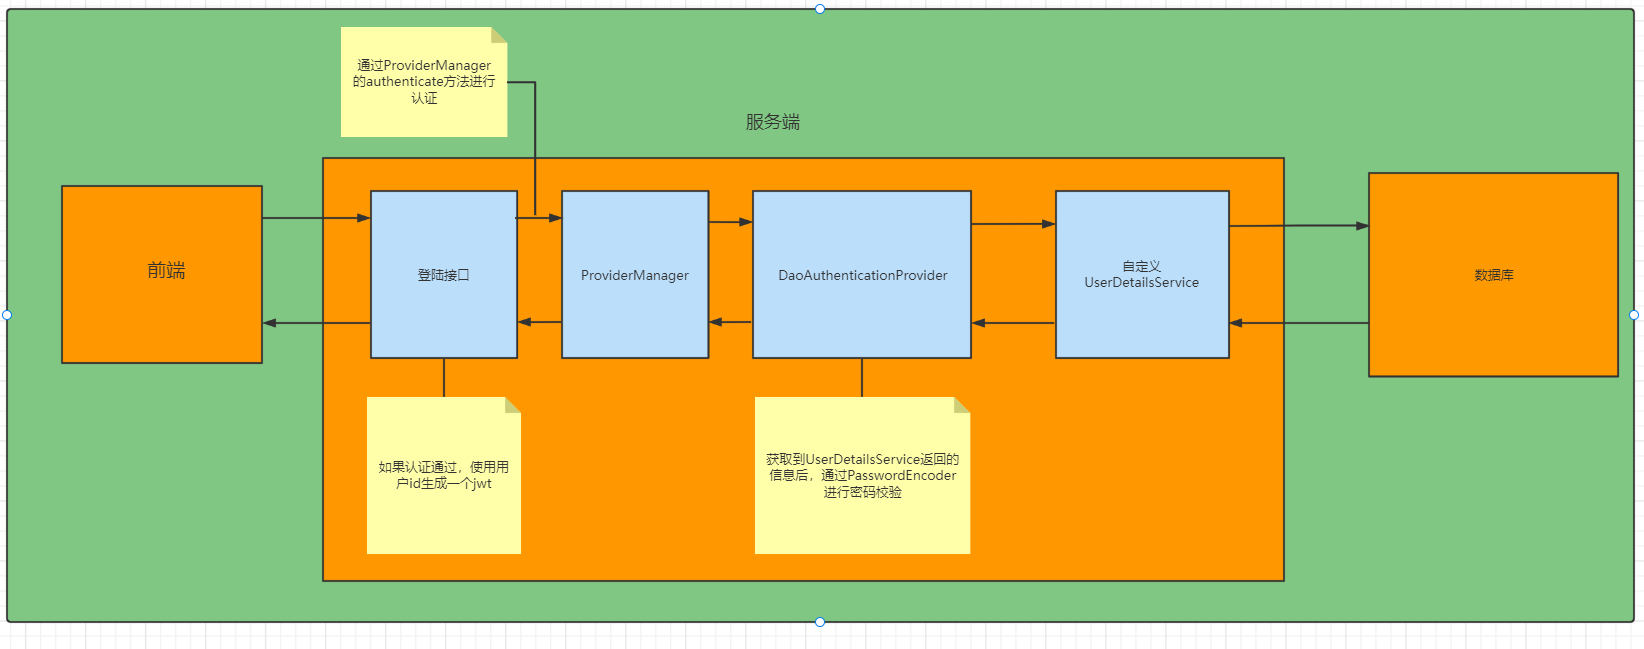 通过ProviderManager
的authenticate方法进行
认证
服务端
前端
登陆接口
ProviderManager
DaoAuthenticationProvider
自定义
UserDetailsService
数据库
如果认证通过，使用用
户id生成一个jwt
获取到UserDetailsService返回的
信息后，通过PasswordEncoder
进行密码校验